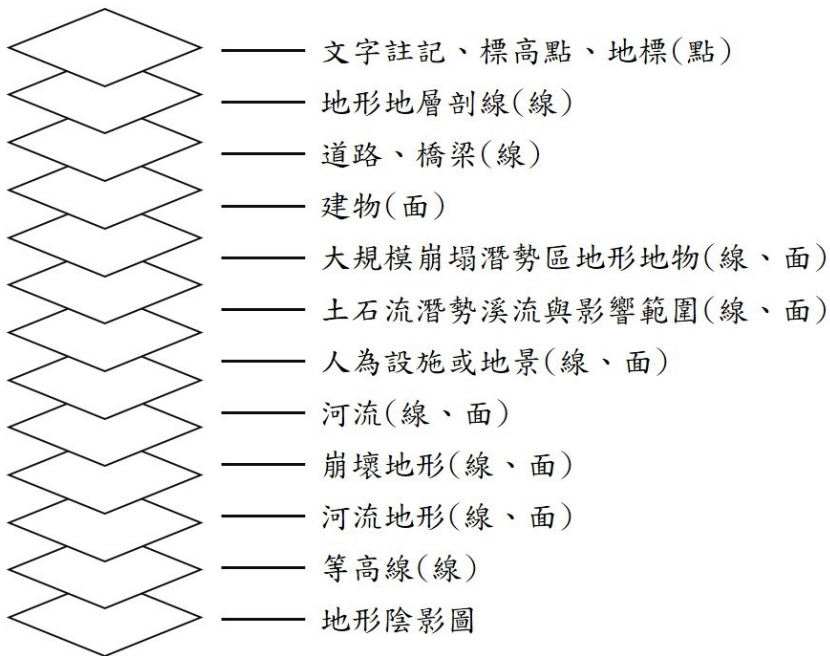 文字註記、標高點、地標(點)
地形地層剖線(線)
道路、橋梁(線)
建物(面)
大規模崩塌潛勢區地形地物(線、面)
土石流潛勢溪流與影響範圍(線、面)
人為設施或地景(線、面)
河流(線、面)
崩壞地形(線、面)
河流地形(線、面)
等高線(線)
地形陰影圖